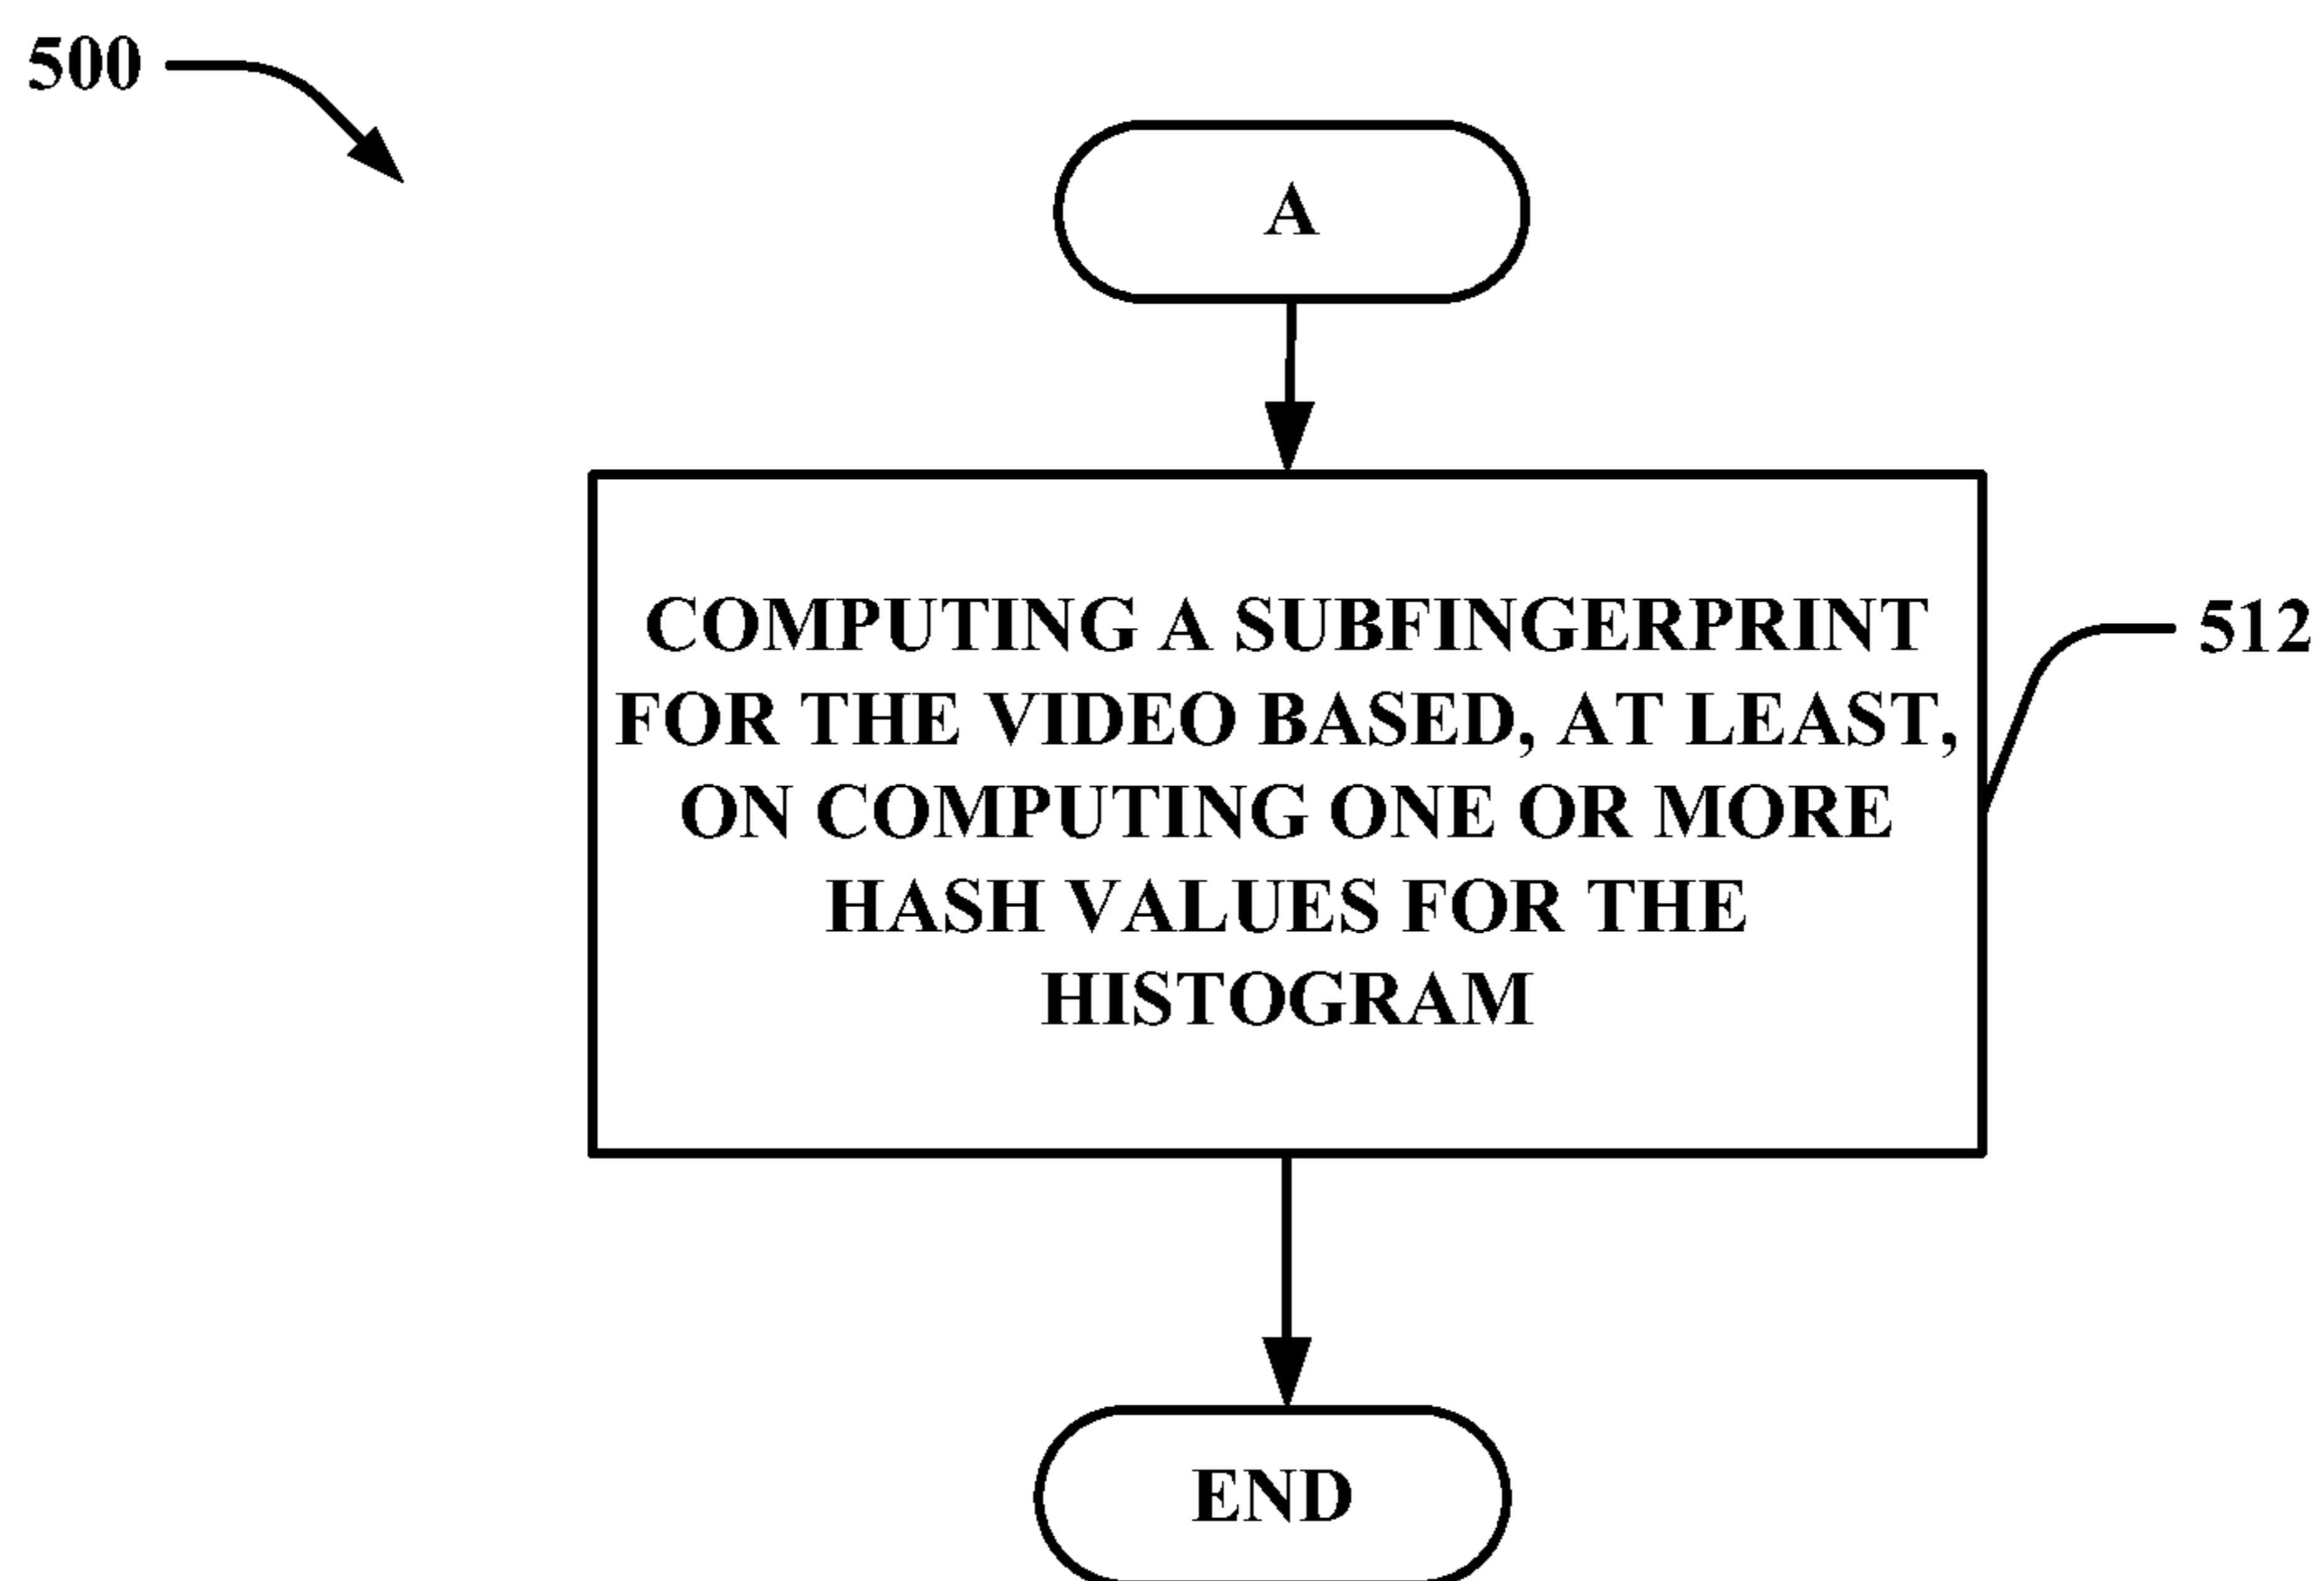 500
A
COMPUTING A SUBFINGERPRINT
FOR THE VIDEO BASED, AT LEAST,
ON COMPUTING ONE OR MORE
HASH VALUES FOR THE
HISTOGRAM
512
END